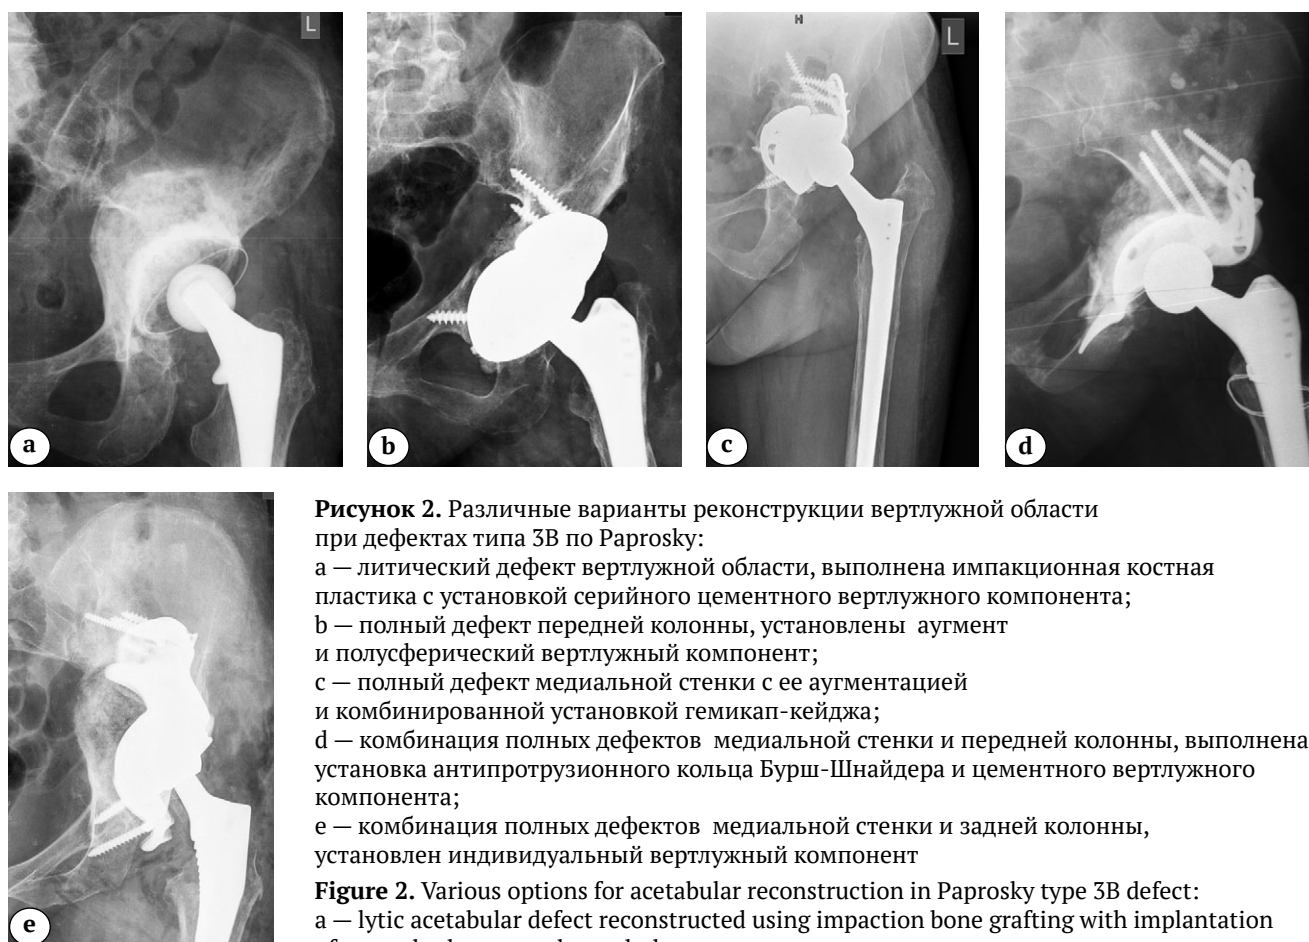 L
H
L
a
b
c
d
e
Рисунок 2. Различные варианты реконструкции вертлужной области
при дефектах типа 3B по Paprosky:
a — литический дефект вертлужной области, выполнена импакционная костная
пластика с установкой серийного цементного вертлужного компонента;
b — полный дефект передней колонны, установлены аугмент
и полусферический вертлужный компонент;
c — полный дефект медиальной стенки с ее аугментацией
и комбинированной установкой гемикап-кейджа;
d — комбинация полных дефектов медиальной стенки и передней колонны, выполнена
установка антипротрузионного кольца Бурш-Шнайдера и цементного вертлужного
компонента;
e — комбинация полных дефектов медиальной стенки и задней колонны,
установлен индивидуальный вертлужный компонент
Figure 2. Various options for acetabular reconstruction in Paprosky type 3B defect:
a — lytic acetabular defect reconstructed using impaction bone grafting with implantation